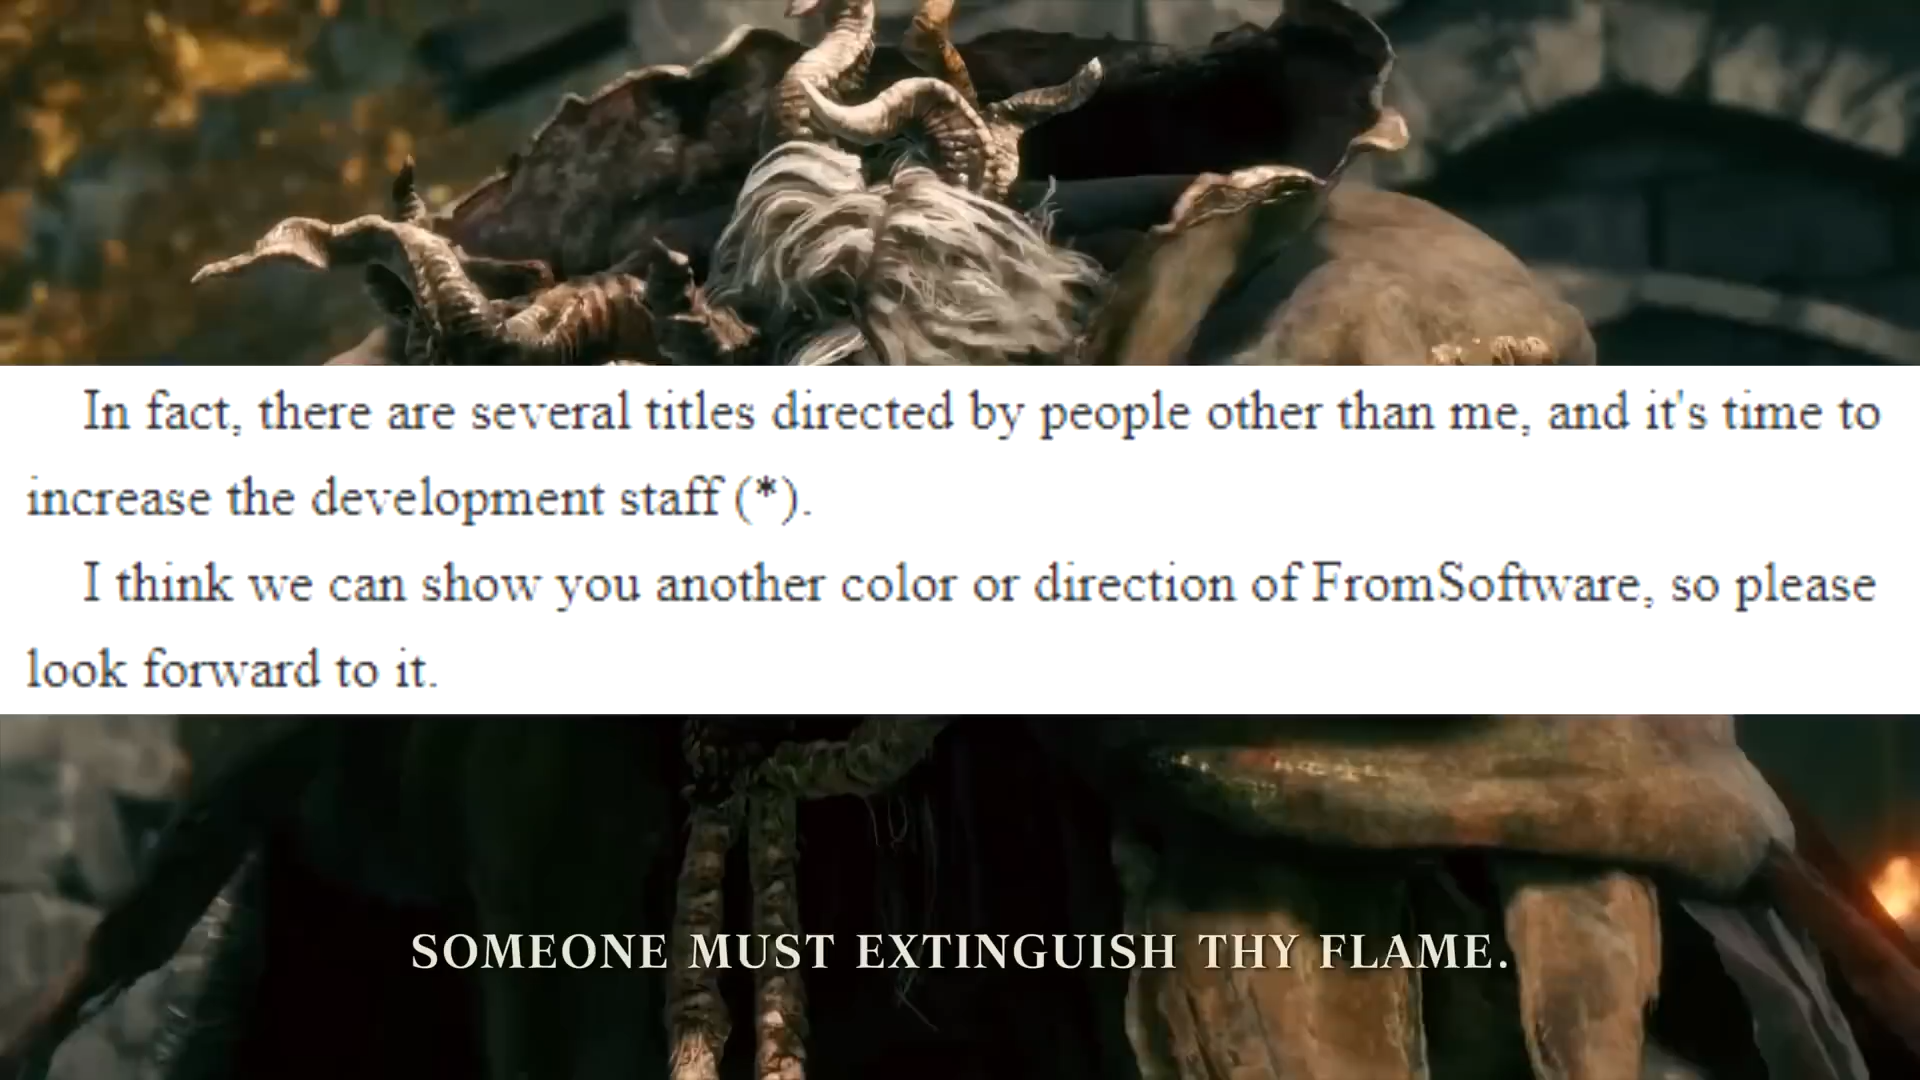 In fact, there are several titles directed by people other than me, and it's time to
increase the development staff (*).
I think we can show you another color or direction of FromSoftware, so please
look forward to it.
SOMEONE MUST EXTINGUISH THY FLAME.